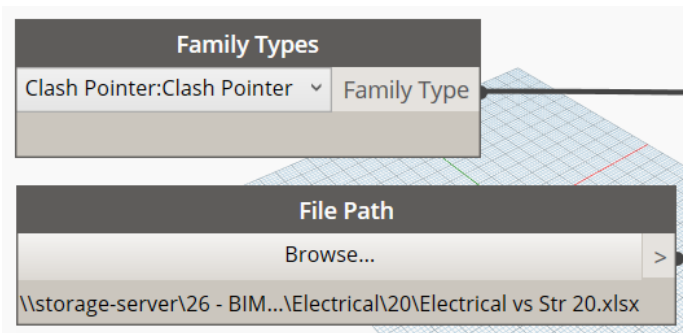 Family Types
Clash Pointer:Clash Pointer Family Type
File Path
Browse... >
\\storage-server\26 - BIM...\Electrical\20\Electrical vs Str 20.xlsx